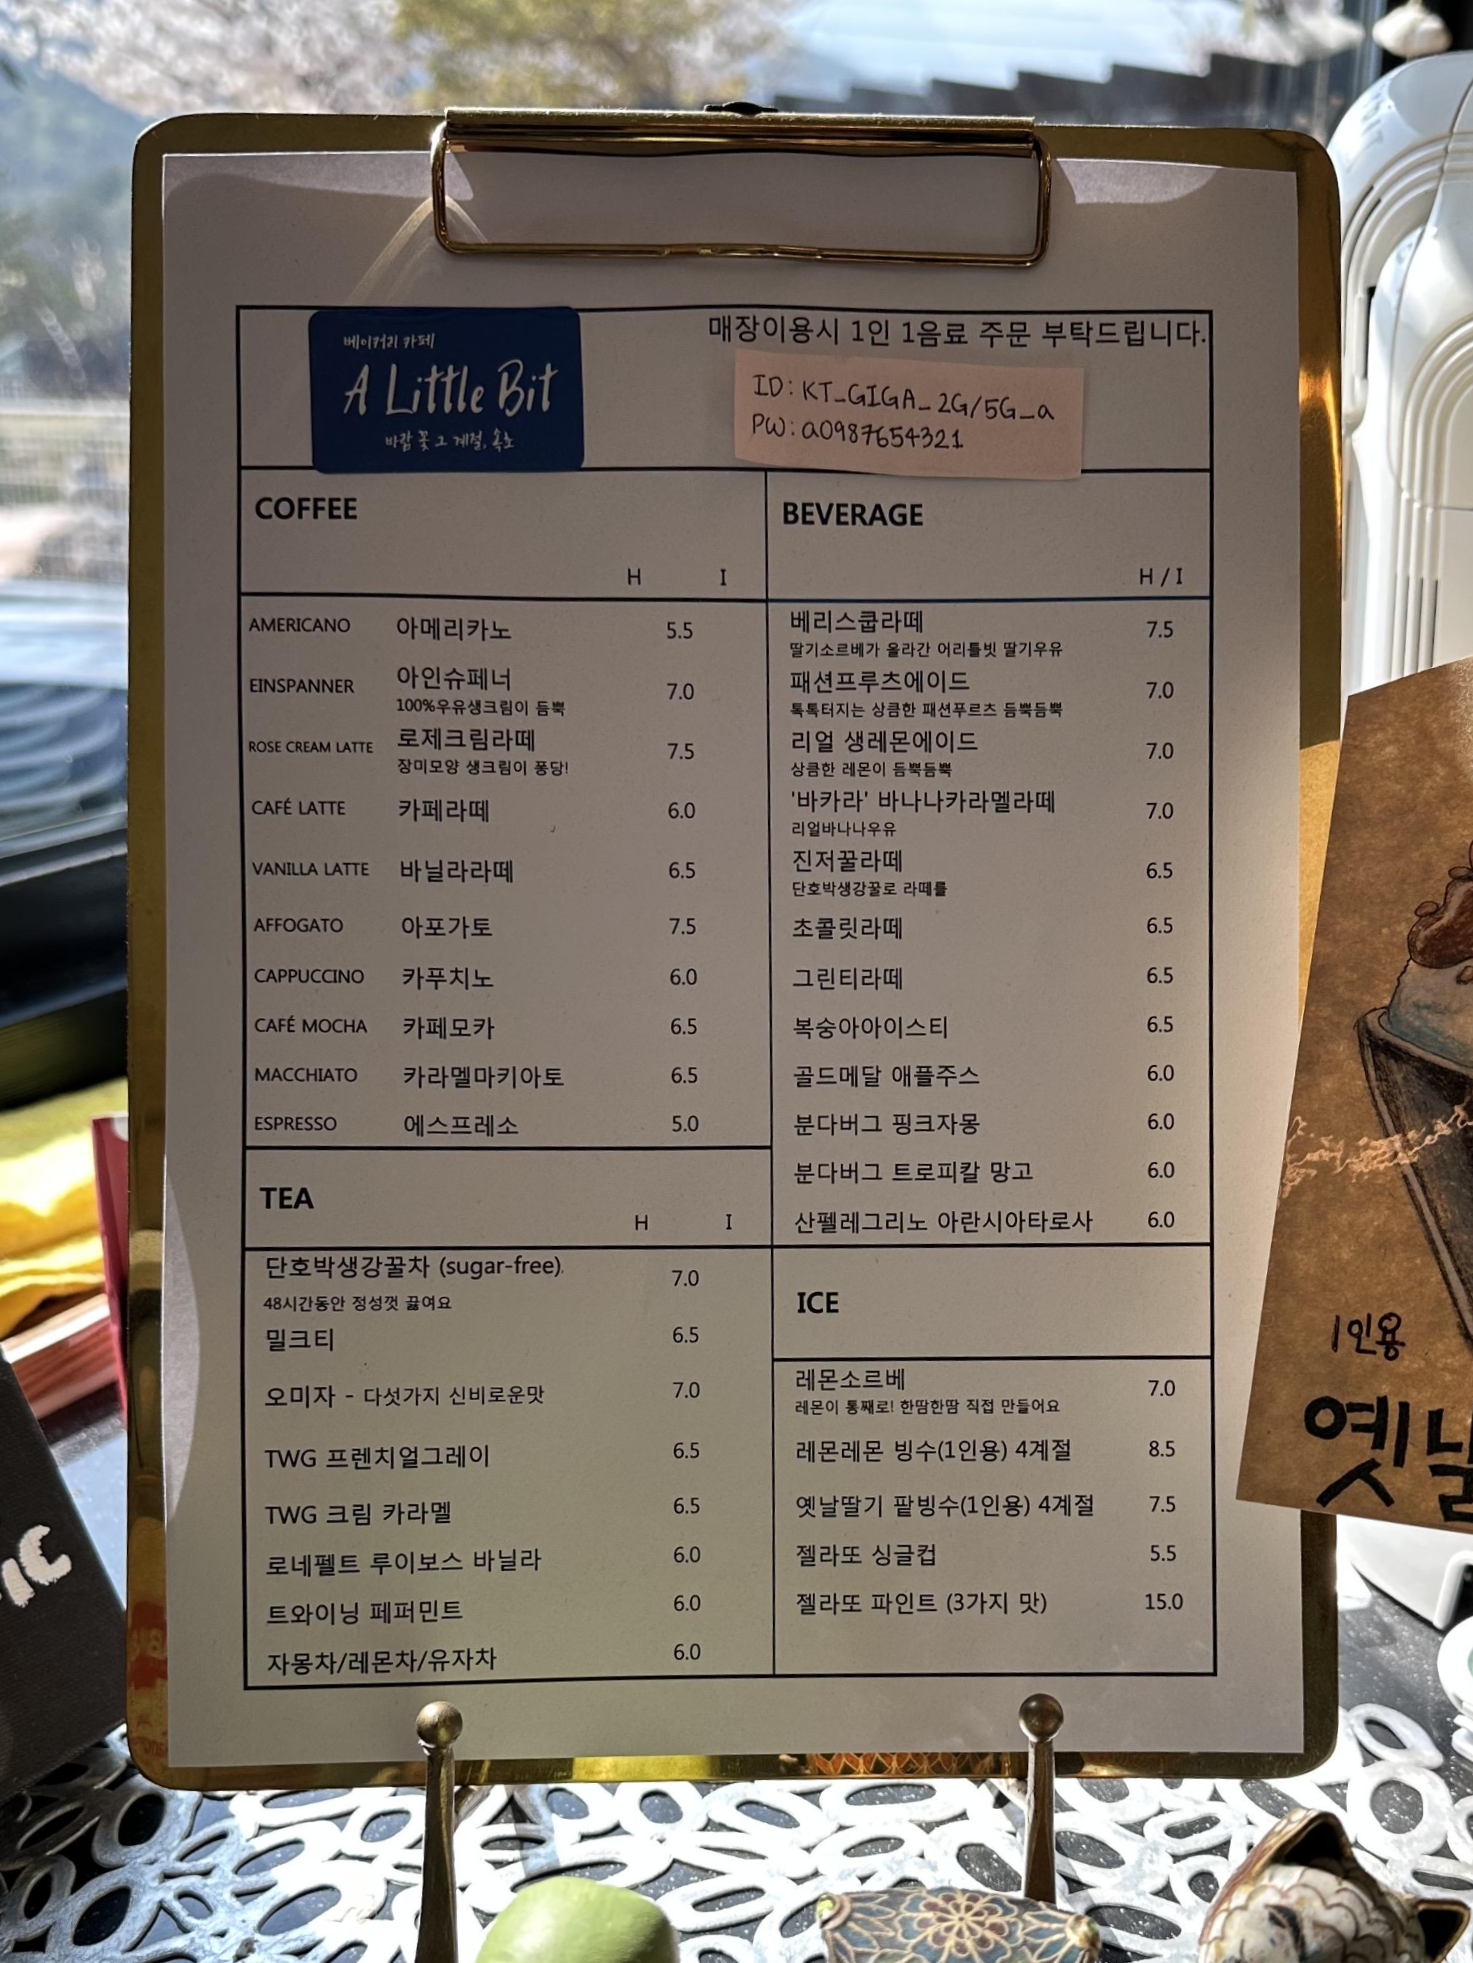 베이커리 카페
A Little Bit
바람 꽃 그 계절, 속초
매장이용시 1인 1음료 주문 부탁드립니다.
ID: KT_GIGA_2G/5G_a
PW: a0987654321
COFFEE
H I
AMERICANO 아메리카노 5.5
EINSPANNER 아인슈페너 7.0
100%우유생크림이 듬뿍
ROSE CREAM LATTE 로제크림라떼 7.5
장미모양 생크림이 퐁당!
CAFÉ LATTE 카페라떼 6.0
VANILLA LATTE 바닐라라떼 6.5
AFFOGATO 아포가토 7.5
CAPPUCCINO 카푸치노 6.0
CAFÉ MOCHA 카페모카 6.5
MACCHIATO 카라멜마키아토 6.5
ESPRESSO 에스프레소 5.0
TEA
H I
단호박생강꿀차 (sugar-free) 7.0
48시간동안 정성껏 끓여요
밀크티 6.5
오미자 - 다섯가지 신비로운맛 7.0
TWG 프렌치얼그레이 6.5
TWG 크림 카라멜 6.5
로네펠트 루이보스 바닐라 6.0
트와이닝 페퍼민트 6.0
자몽차/레몬차/유자차 6.0
BEVERAGE
H / I
베리스쿱라떼 7.5
딸기소르베가 올라간 어리틀빗 딸기우유
패션프루츠에이드 7.0
톡톡터지는 상큼한 패션푸르츠 듬뿍듬뿍
리얼 생레몬에이드 7.0
상큼한 레몬이 듬뿍듬뿍
'바카라' 바나나카라멜라떼 7.0
리얼바나나우유
진저꿀라떼 6.5
단호박생강꿀로 라떼를
초콜릿라떼 6.5
그린티라떼 6.5
복숭아아이스티 6.5
골드메달 애플주스 6.0
분다버그 핑크자몽 6.0
분다버그 트로피칼 망고 6.0
산펠레그리노 아란시아타로사 6.0
ICE
레몬소르베 7.0
레몬이 통째로! 한땀한땀 직접 만들어요
레몬레몬 빙수(1인용) 4계절 8.5
옛날딸기 팥빙수(1인용) 4계절 7.5
젤라또 싱글컵 5.5
젤라또 파인트 (3가지 맛) 15.0
1인용
옛날